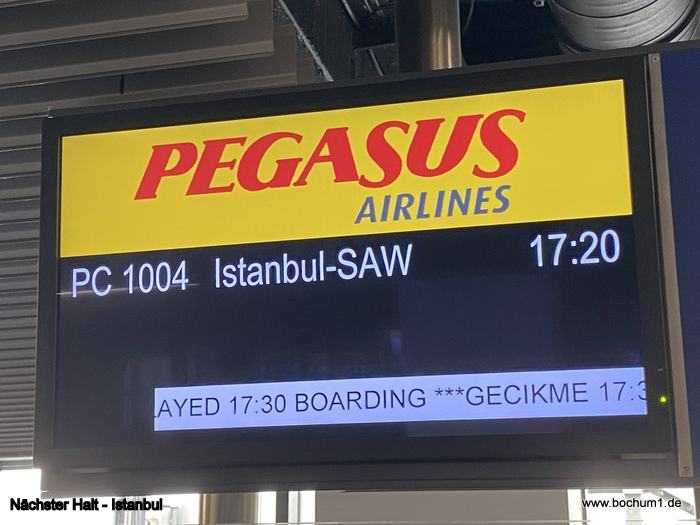 PEGASUS
AIRLINES
PC 1004 Istanbul-SAW 17:20
AYED 17:30 BOARDING ***GECIKME 17:3
Nächster Halt - Istanbul
www.bochum1.de